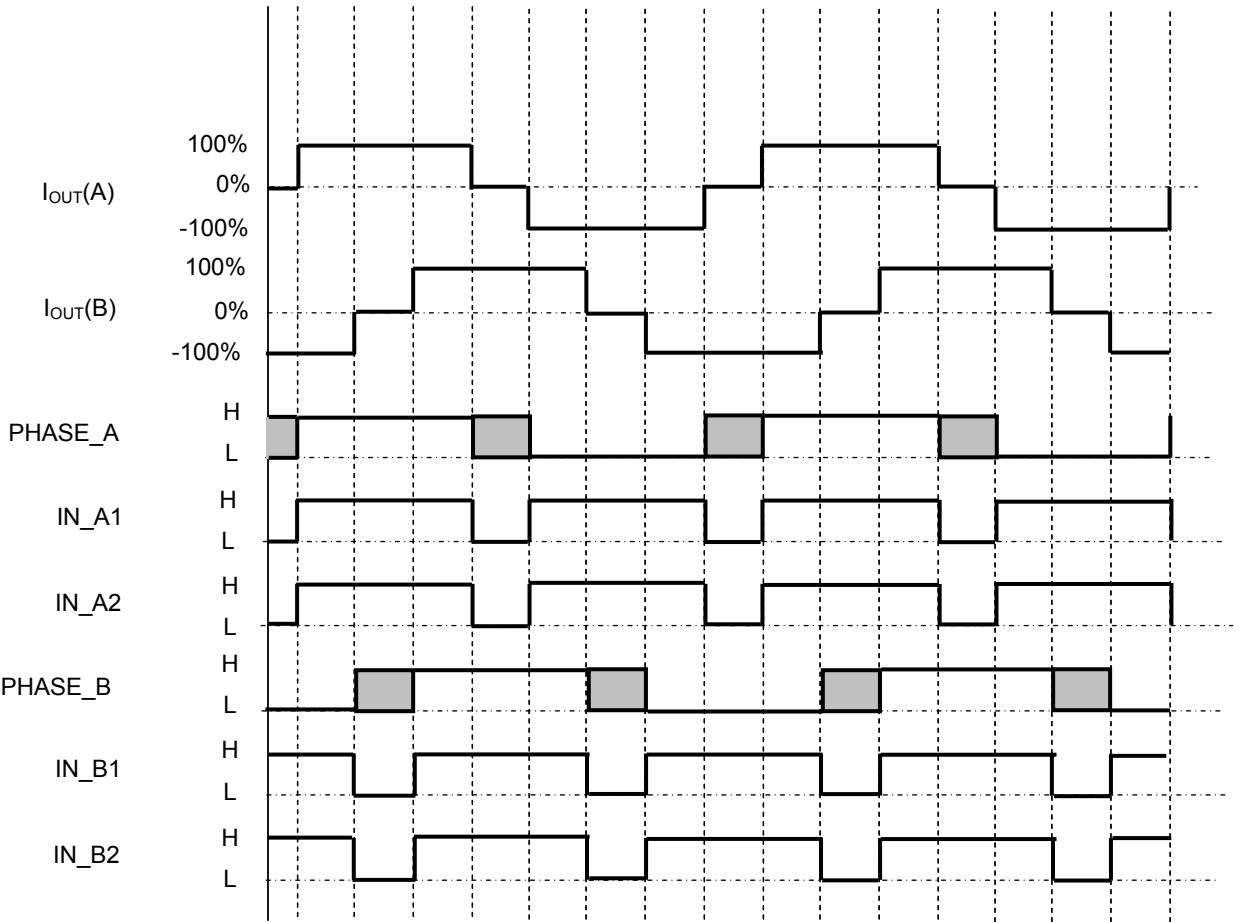 100%
I_OUT(A) 0%
-100%
100%
I_OUT(B) 0%
-100%
H
PHASE_A
L
H
IN_A1
L
H
IN_A2
L
H
PHASE_B
L
H
IN_B1
L
H
IN_B2
L